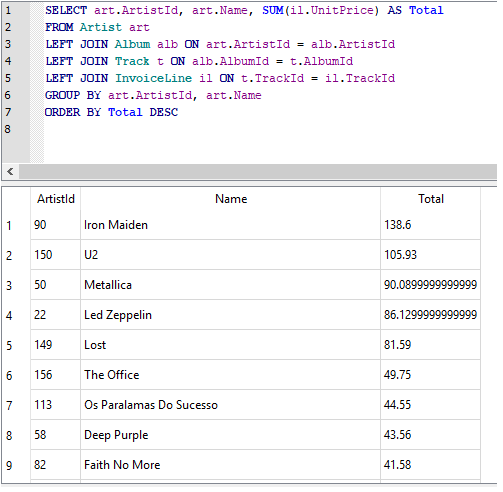 1 SELECT art.ArtistId, art.Name, SUM(il.UnitPrice) AS Total
2 FROM Artist art
3 LEFT JOIN Album alb ON art.ArtistId = alb.ArtistId
4 LEFT JOIN Track t ON alb.AlbumId = t.AlbumId
5 LEFT JOIN InvoiceLine il ON t.TrackId = il.TrackId
6 GROUP BY art.ArtistId, art.Name
7 ORDER BY Total DESC
8
ArtistId Name Total
1 90 Iron Maiden 138.6
2 150 U2 105.93
3 50 Metallica 90.0899999999999
4 22 Led Zeppelin 86.1299999999999
5 149 Lost 81.59
6 156 The Office 49.75
7 113 Os Paralamas Do Sucesso 44.55
8 58 Deep Purple 43.56
9 82 Faith No More 41.58